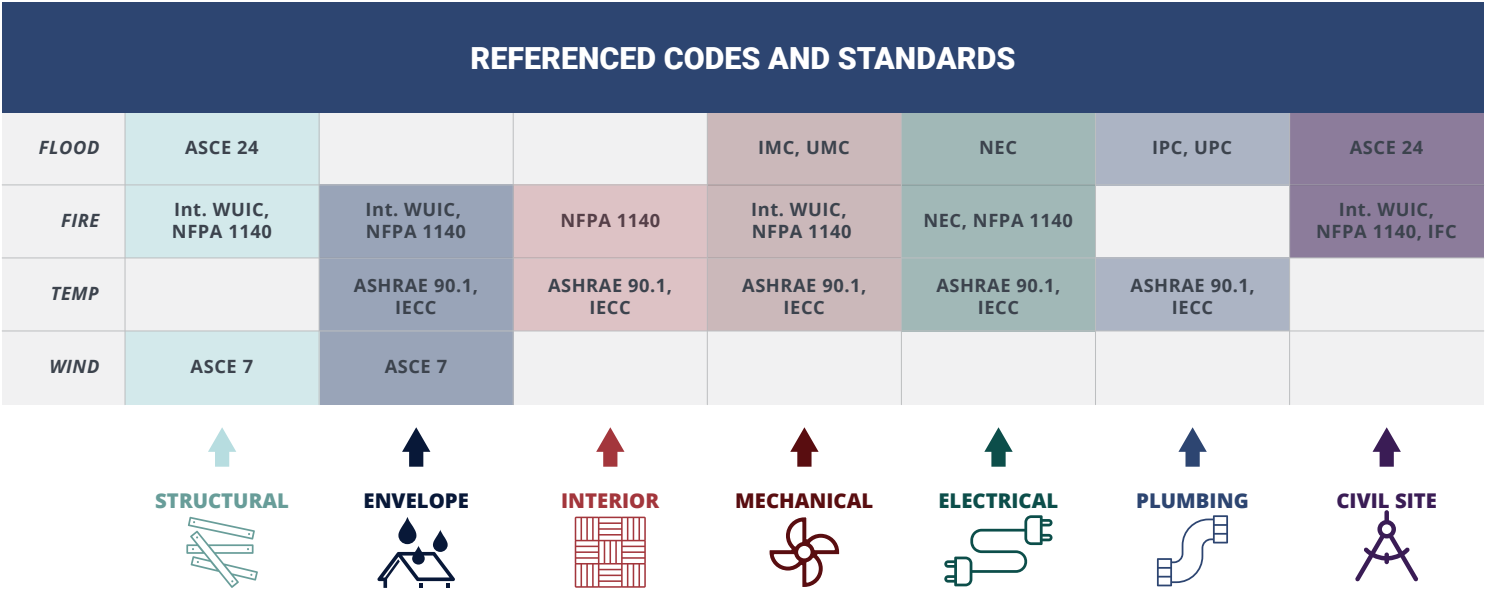 REFERENCED CODES AND STANDARDS
FLOOD
ASCE 24
IMC, UMC
NEC
IPC, UPC
ASCE 24
FIRE
Int. WUIC,
NFPA 1140
Int. WUIC,
NFPA 1140
NFPA 1140
Int. WUIC,
NFPA 1140
NEC, NFPA 1140
Int. WUIC,
NFPA 1140, IFC
TEMP
ASHRAE 90.1,
IECC
ASHRAE 90.1,
IECC
ASHRAE 90.1,
IECC
ASHRAE 90.1,
IECC
ASHRAE 90.1,
IECC
WIND
ASCE 7
ASCE 7
STRUCTURAL
ENVELOPE
INTERIOR
MECHANICAL
ELECTRICAL
PLUMBING
CIVIL SITE